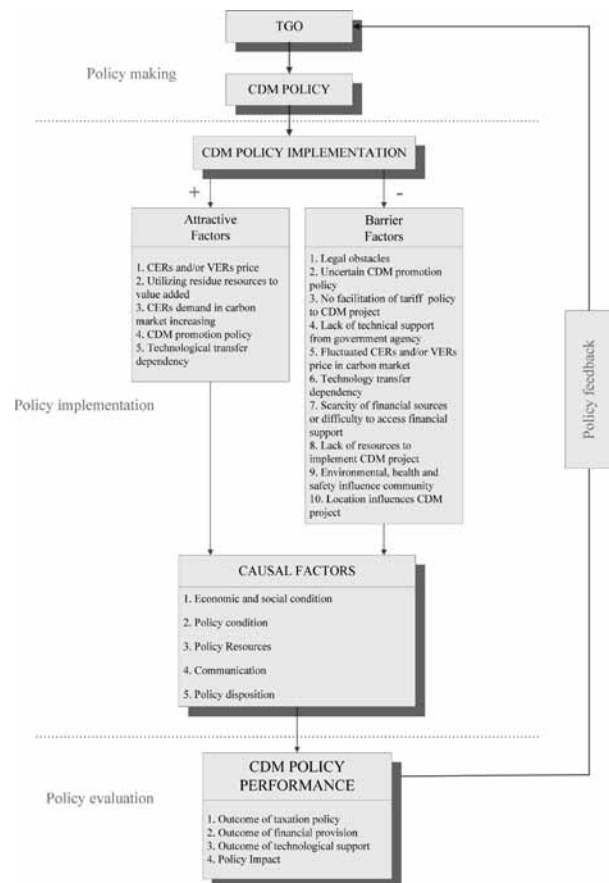 TGO
Policy making
CDM POLICY
CDM POLICY IMPLEMENTATION
+
-
Attractive
Factors
1. CERs and/or VERs price
2. Utilizing residue resources to
value added
3. CERs demand in carbon
market increasing
4. CDM promotion policy
5. Technological transfer
dependency
Barrier
Factors
1. Legal obstacles
2. Uncertain CDM promotion
policy
3. No facilitation of tariff policy
to CDM project
4. Lack of technical support
from government agency
5. Fluctuated CERs and/or VERs
price in carbon market
6. Technology transfer
dependency
7. Scarcity of financial sources
or difficulty to access financial
support
8. Lack of resources to
implement CDM project
9. Environmental, health and
safety influence community
10. Location influences CDM
project
Policy implementation
Policy feedback
CAUSAL FACTORS
1. Economic and social condition
2. Policy condition
3. Policy Resources
4. Communication
5. Policy disposition
CDM POLICY
PERFORMANCE
Policy evaluation
1. Outcome of taxation policy
2. Outcome of financial provision
3. Outcome of technological support
4. Policy Impact